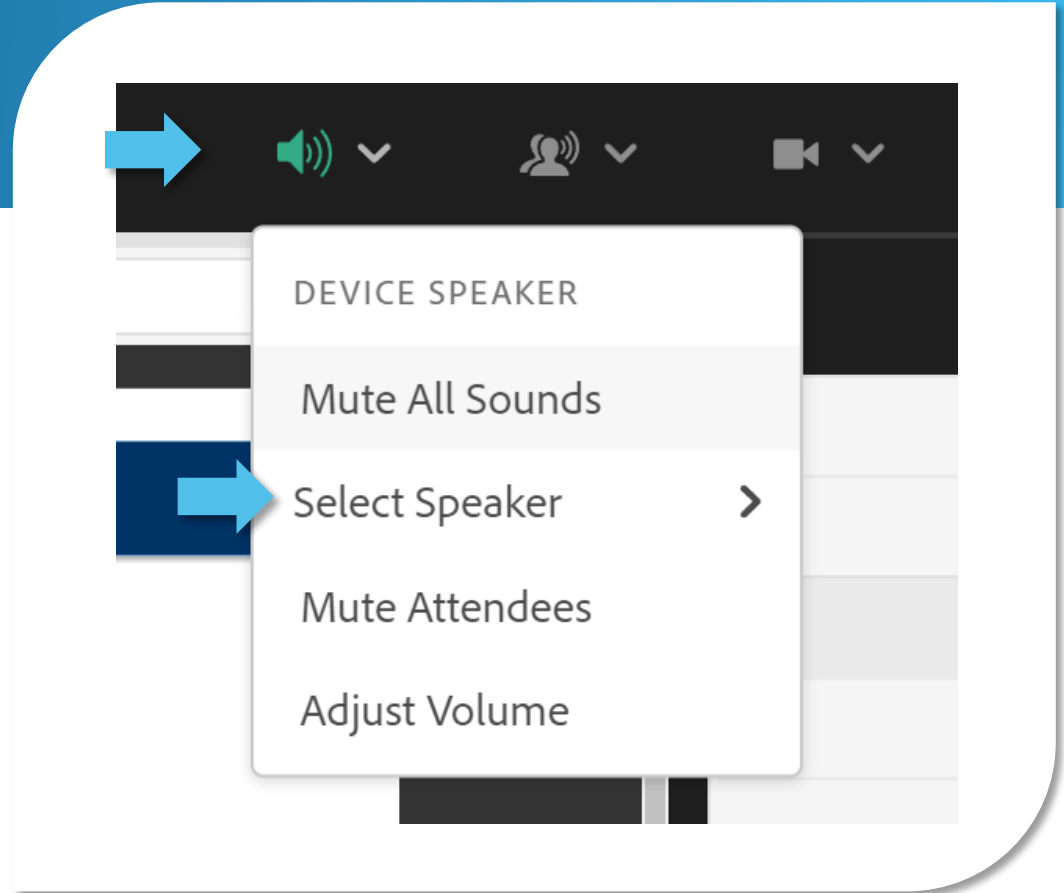 DEVICE SPEAKER
Mute All Sounds
Select Speaker
Mute Attendees
Adjust Volume